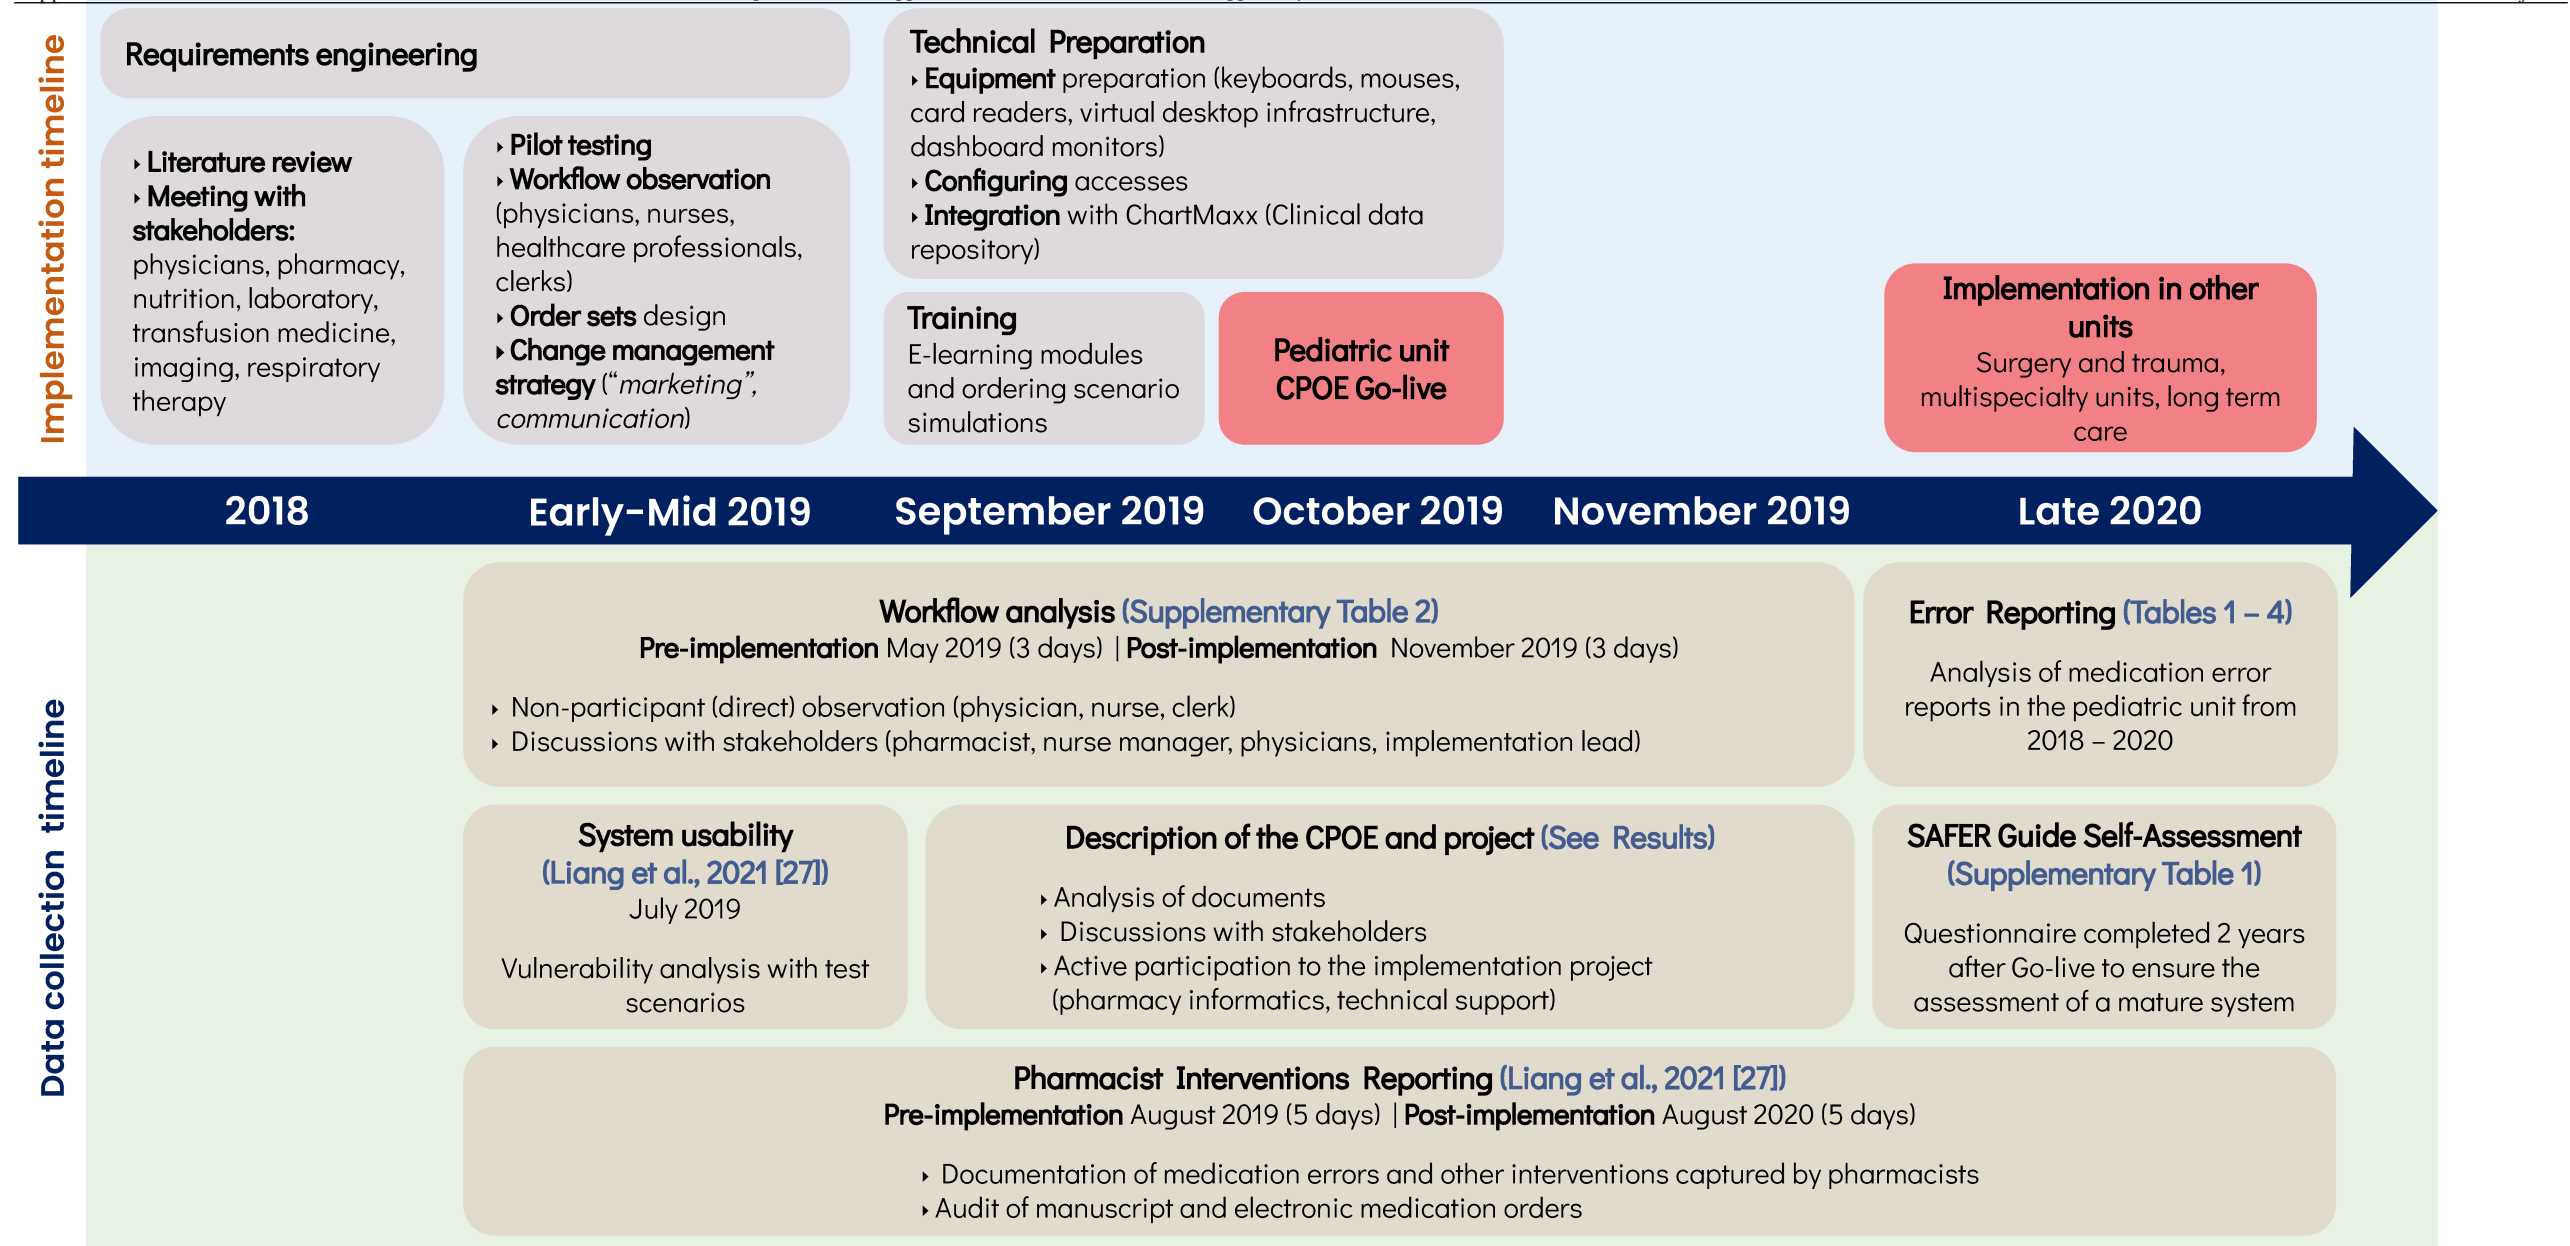 Implementation timeline
Requirements engineering
‣ Literature review
‣ Meeting with
stakeholders:
physicians, pharmacy,
nutrition, laboratory,
transfusion medicine,
imaging, respiratory
therapy
‣ Pilot testing
‣ Workflow observation
(physicians, nurses,
healthcare professionals,
clerks)
‣ Order sets design
‣ Change management
strategy (“marketing”,
communication)
Technical Preparation
‣ Equipment preparation (keyboards, mouses,
card readers, virtual desktop infrastructure,
dashboard monitors)
‣ Configuring accesses
‣ Integration with ChartMaxx (Clinical data
repository)
Training
E-learning modules
and ordering scenario
simulations
Pediatric unit
CPOE Go-live
Implementation in other
units
Surgery and trauma,
multispecialty units, long term
care
2018 Early-Mid 2019 September 2019 October 2019 November 2019 Late 2020
Data collection timeline
Workflow analysis (Supplementary Table 2)
Pre-implementation May 2019 (3 days) | Post-implementation November 2019 (3 days)
‣ Non-participant (direct) observation (physician, nurse, clerk)
‣ Discussions with stakeholders (pharmacist, nurse manager, physicians, implementation lead)
Error Reporting (Tables 1 – 4)
Analysis of medication error
reports in the pediatric unit from
2018 – 2020
System usability
(Liang et al., 2021 [27])
July 2019
Vulnerability analysis with test
scenarios
Description of the CPOE and project (See Results)
‣ Analysis of documents
‣ Discussions with stakeholders
‣ Active participation to the implementation project
(pharmacy informatics, technical support)
SAFER Guide Self-Assessment
(Supplementary Table 1)
Questionnaire completed 2 years
after Go-live to ensure the
assessment of a mature system
Pharmacist Interventions Reporting (Liang et al., 2021 [27])
Pre-implementation August 2019 (5 days) | Post-implementation August 2020 (5 days)
‣ Documentation of medication errors and other interventions captured by pharmacists
‣ Audit of manuscript and electronic medication orders